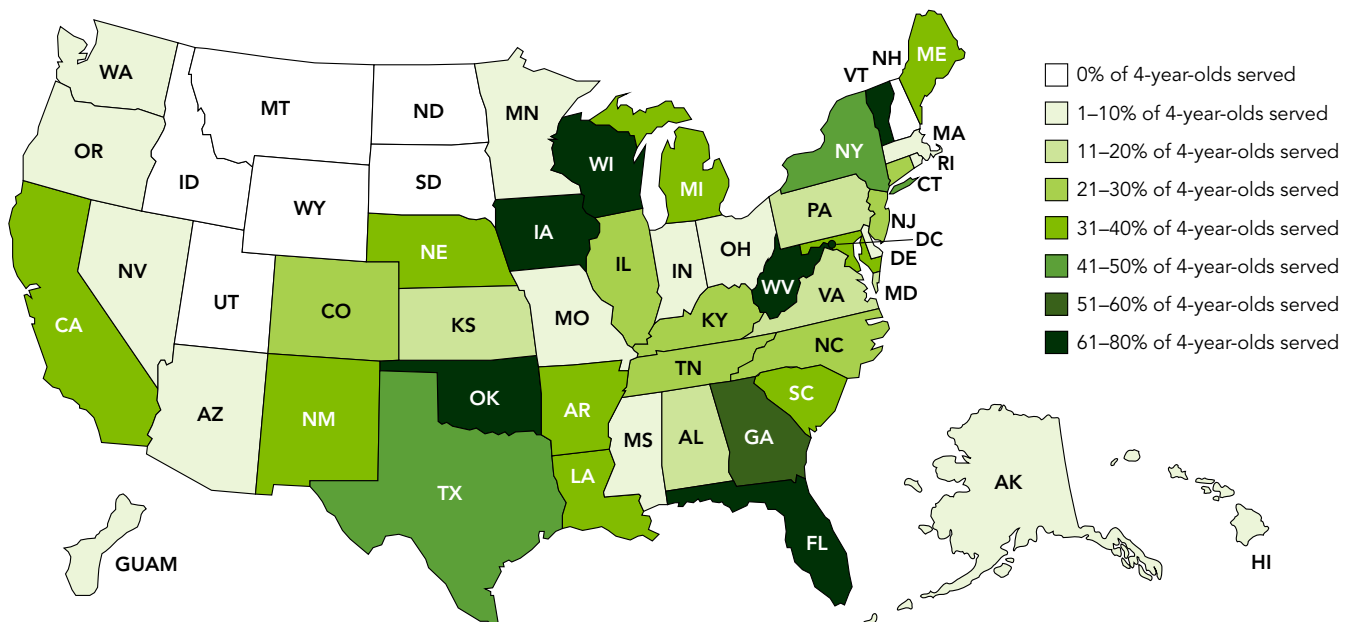 WA
MT
ND
MN
VT
NH
ME
OR
ID
WY
SD
WI
MI
NY
MA
RI
CT
NV
UT
CO
NE
IA
IL
IN
OH
PA
NJ
DC
DE
MD
CA
KS
MO
KY
WV
VA
AZ
NM
OK
AR
TN
NC
SC
TX
LA
MS
AL
GA
FL
GUAM
AK
HI
0% of 4-year-olds served
1–10% of 4-year-olds served
11–20% of 4-year-olds served
21–30% of 4-year-olds served
31–40% of 4-year-olds served
41–50% of 4-year-olds served
51–60% of 4-year-olds served
61–80% of 4-year-olds served